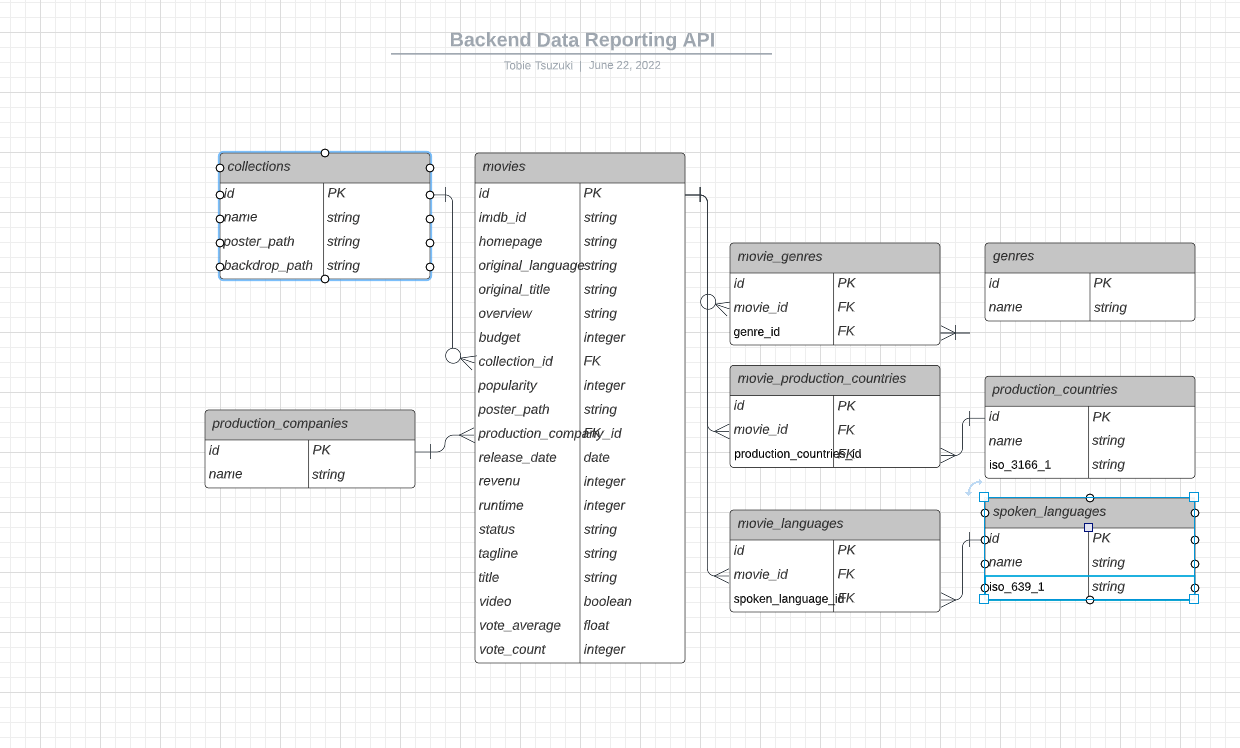 Backend Data Reporting API
Tobie Tsuzuki | June 22, 2022
collections
id PK
name string
poster_path string
backdrop_path string
production_companies
id PK
name string
movies
id PK
imdb_id string
homepage string
original_language string
original_title string
overview string
budget integer
collection_id FK
popularity integer
poster_path string
production_company_id FK
release_date date
revenu integer
runtime integer
status string
tagline string
title string
video boolean
vote_average float
vote_count integer
movie_genres
id PK
movie_id FK
genre_id FK
movie_production_countries
id PK
movie_id FK
production_countries_id FK
movie_languages
id PK
movie_id FK
spoken_language_id FK
genres
id PK
name string
production_countries
id PK
name string
iso_3166_1 string
spoken_languages
id PK
name string
iso_639_1 string